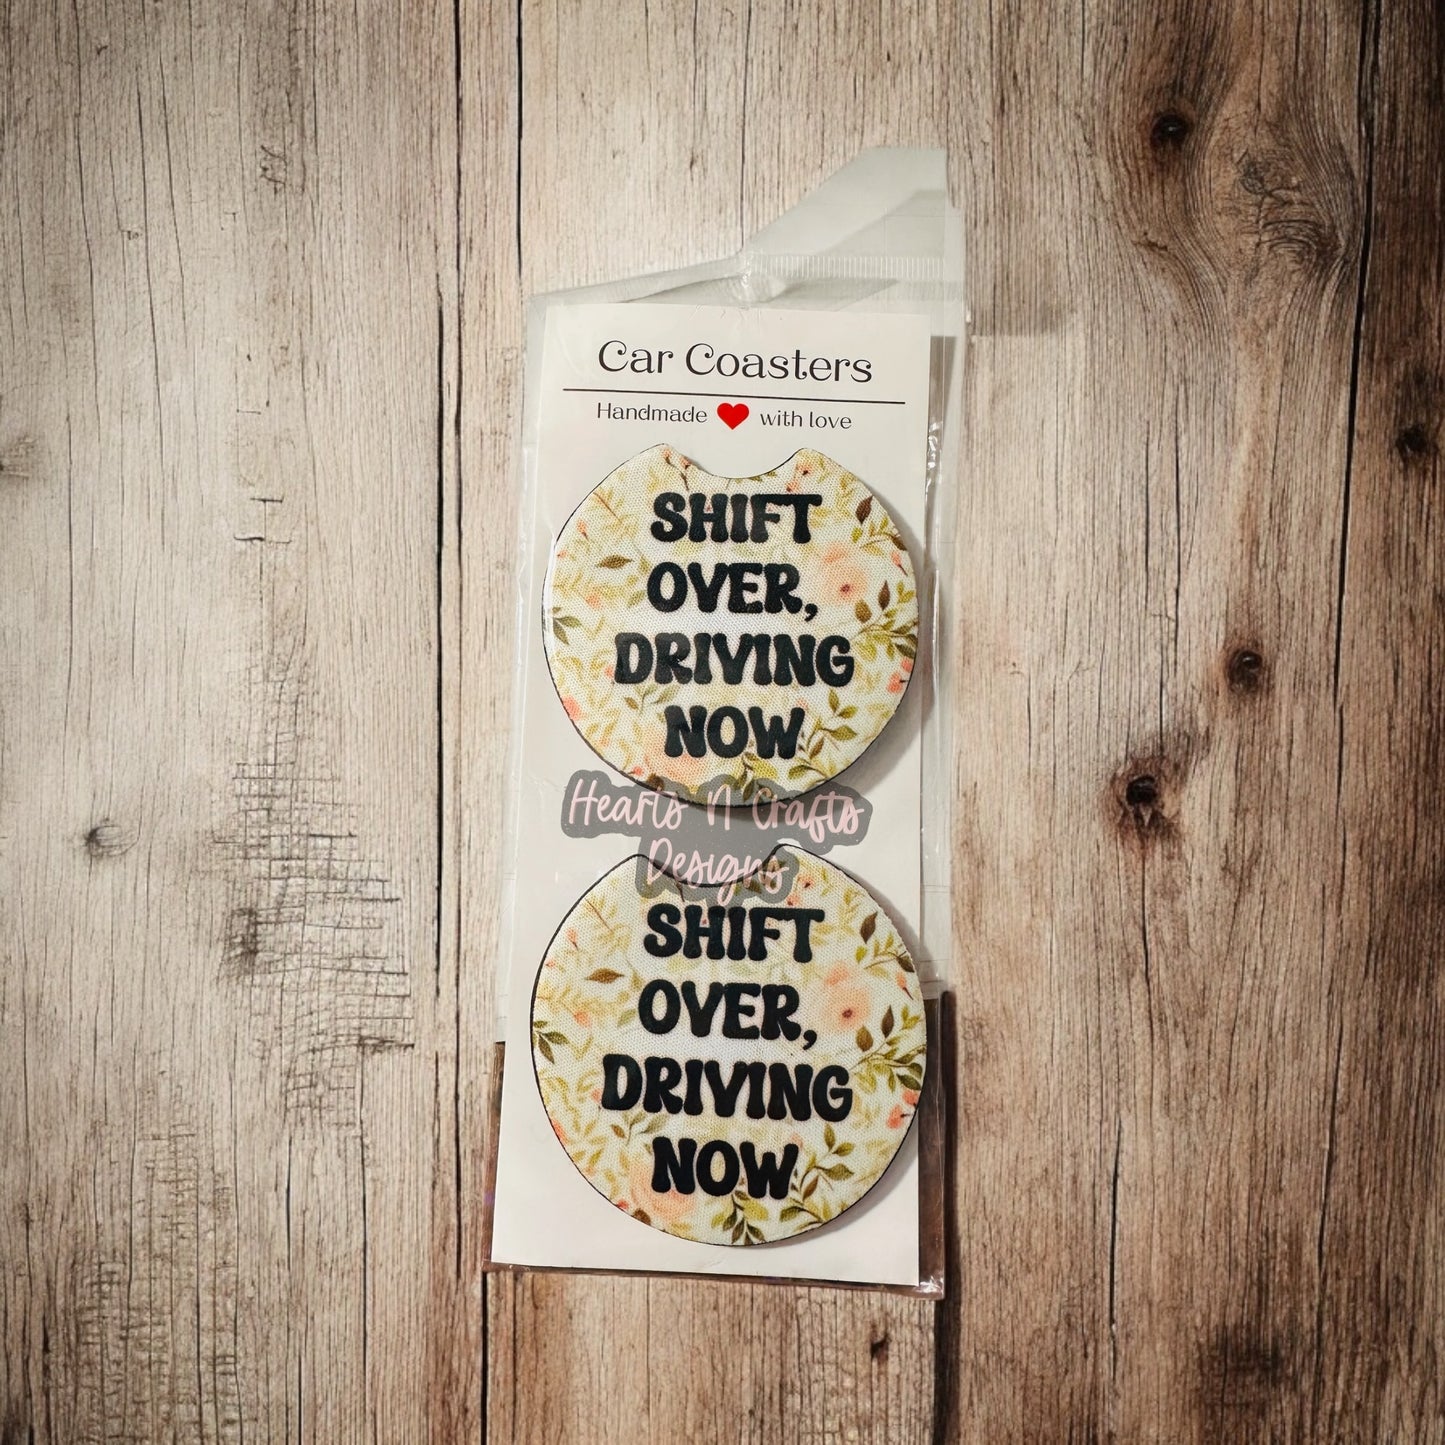 Car Coasters
Handmade ❤ with love
SHIFT
OVER,
DRIVING
NOW
Hearts N Crafts
Designs
SHIFT
OVER,
DRIVING
NOW